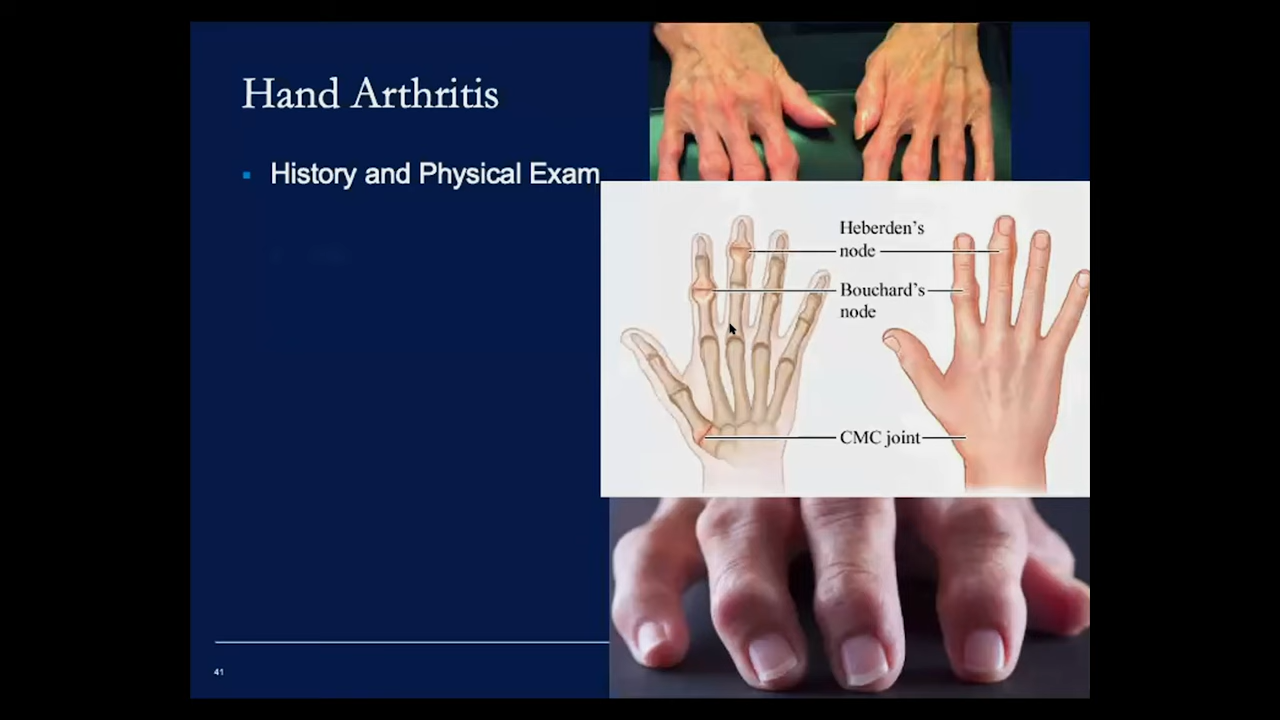 Hand Arthritis
History and Physical Exam
Heberden's
node
Bouchard's
node
CMC joint
41